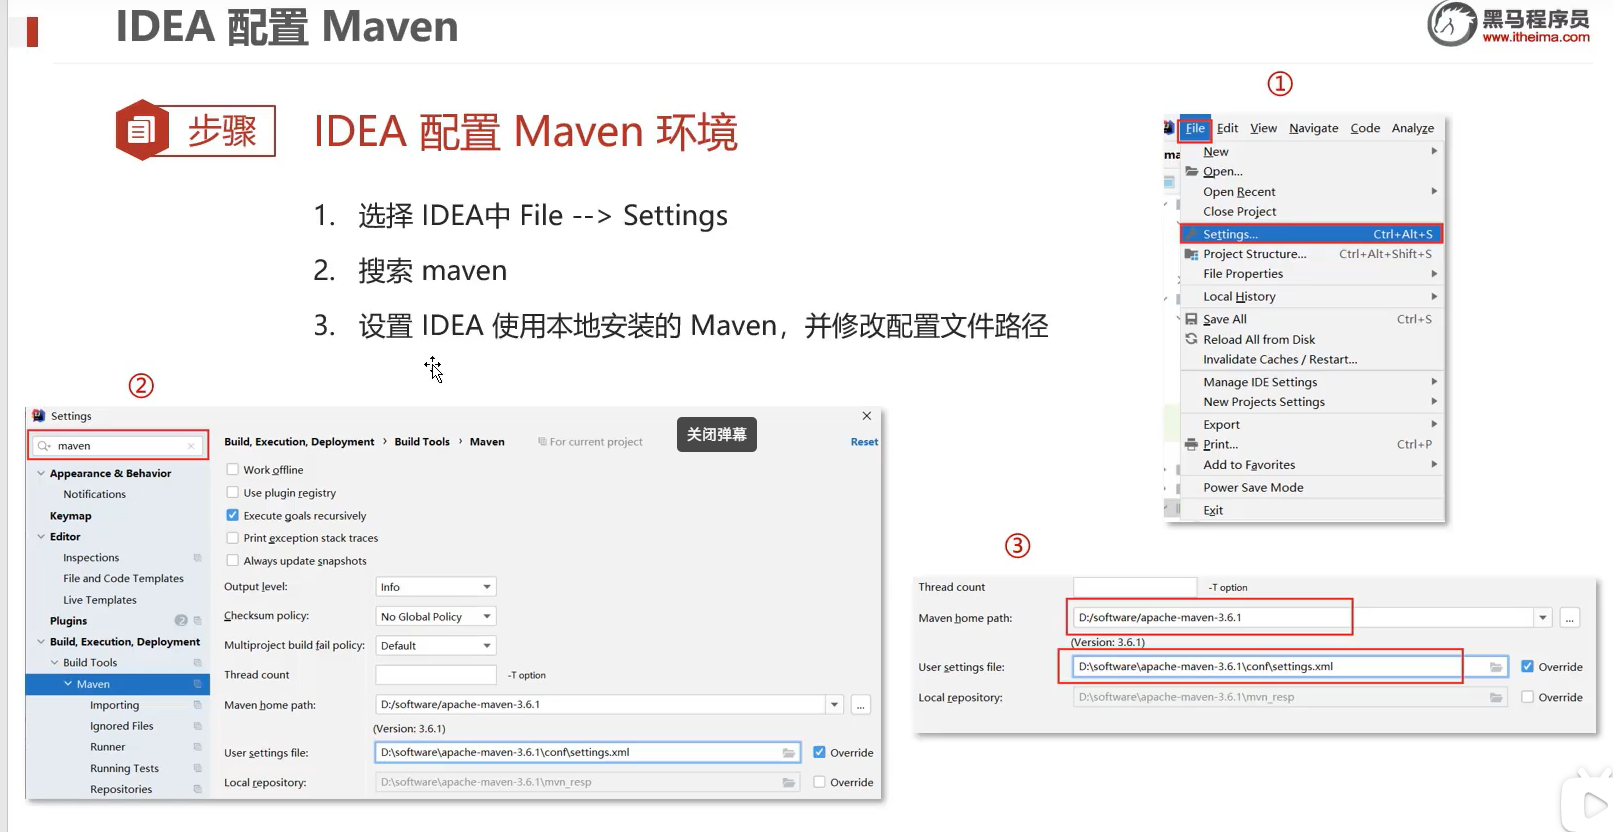 IDEA 配置 Maven
黑马程序员
www.itheima.com
步骤
IDEA 配置 Maven 环境
1. 选择 IDEA中 File --> Settings
2. 搜索 maven
3. 设置 IDEA 使用本地安装的 Maven，并修改配置文件路径
①
File Edit View Navigate Code Analyze
ma
New
Open...
Open Recent
Close Project
Settings... Ctrl+Alt+S
Project Structure... Ctrl+Alt+Shift+S
File Properties
Local History
Save All Ctrl+S
Reload All from Disk
Invalidate Caches / Restart...
Manage IDE Settings
New Projects Settings
Export
Print... Ctrl+P
Add to Favorites
Power Save Mode
Exit
②
Settings
maven
Appearance & Behavior
Notifications
Keymap
Editor
Inspections
File and Code Templates
Live Templates
Plugins 2
Build, Execution, Deployment
Build Tools
Maven
Importing
Ignored Files
Runner
Running Tests
Repositories
Build, Execution, Deployment › Build Tools › Maven For current project Reset
关闭弹幕
Work offline
Use plugin registry
Execute goals recursively
Print exception stack traces
Always update snapshots
Output level: Info
Checksum policy: No Global Policy
Multiproject build fail policy: Default
Thread count -T option
Maven home path: D:/software/apache-maven-3.6.1 ...
(Version: 3.6.1)
User settings file: D:\software\apache-maven-3.6.1\conf\settings.xml Override
Local repository: D:\software\apache-maven-3.6.1\mvn_resp Override
③
Thread count -T option
Maven home path: D:/software/apache-maven-3.6.1 ...
(Version: 3.6.1)
User settings file: D:\software\apache-maven-3.6.1\conf\settings.xml Override
Local repository: D:\software\apache-maven-3.6.1\mvn_resp Override